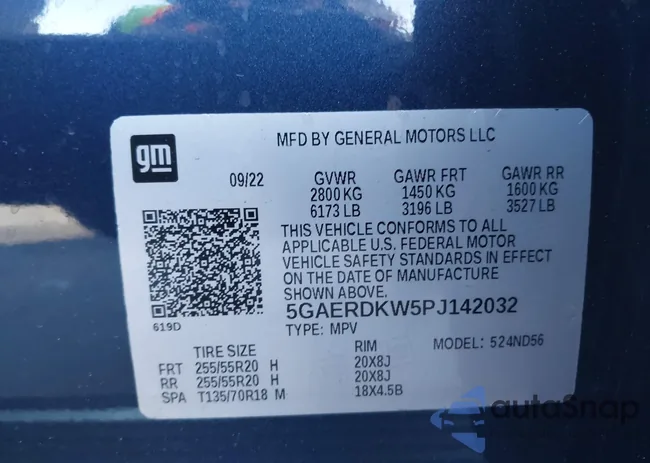 gm
MFD BY GENERAL MOTORS LLC
09/22 GVWR GAWR FRT GAWR RR
2800 KG 1450 KG 1600 KG
6173 LB 3196 LB 3527 LB
THIS VEHICLE CONFORMS TO ALL
APPLICABLE U.S. FEDERAL MOTOR
VEHICLE SAFETY STANDARDS IN EFFECT
ON THE DATE OF MANUFACTURE
SHOWN ABOVE.
5GAERDKW5PJ142032
619D
TYPE: MPV MODEL: 524ND56
TIRE SIZE RIM
FRT 255/55R20 H 20X8J
RR 255/55R20 H 20X8J
SPA T135/70R18 M 18X4.5B
autoSnap